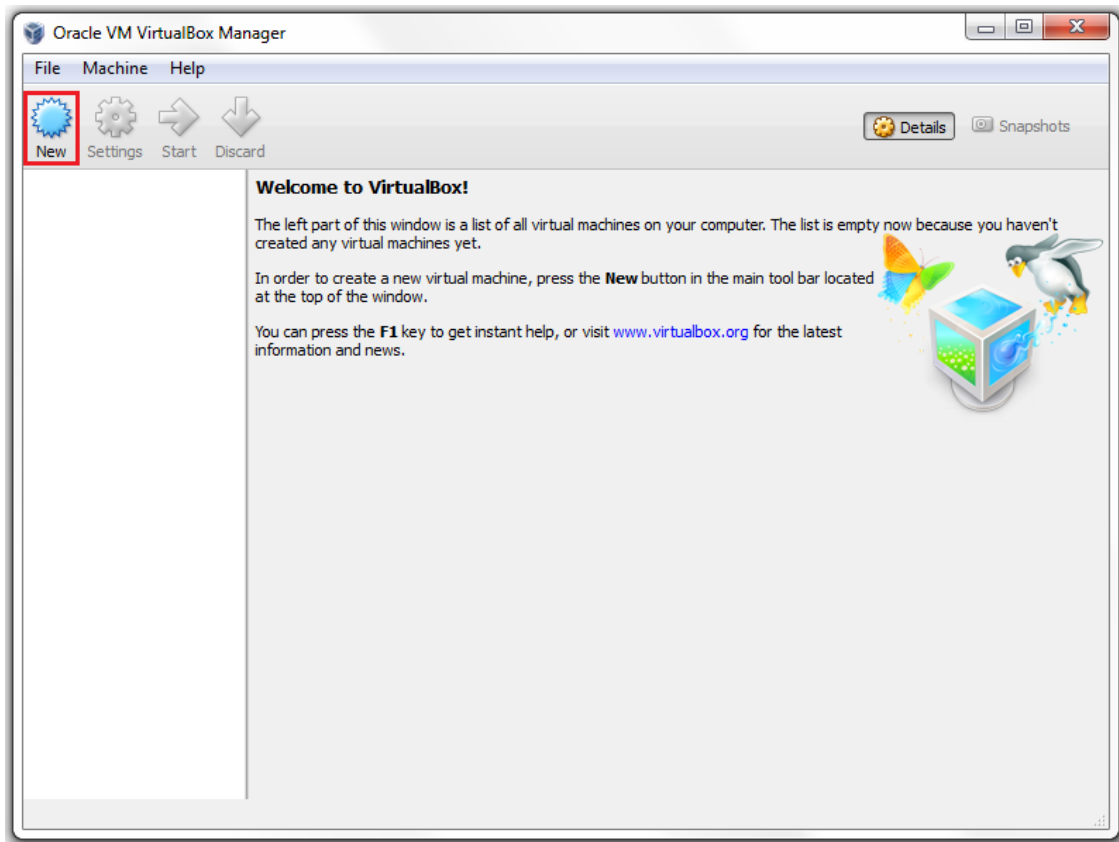 Oracle VM VirtualBox Manager
File Machine Help
New Settings Start Discard Details Snapshots
Welcome to VirtualBox!
The left part of this window is a list of all virtual machines on your computer. The list is empty now because you haven't
created any virtual machines yet.
In order to create a new virtual machine, press the New button in the main tool bar located
at the top of the window.
You can press the F1 key to get instant help, or visit www.virtualbox.org for the latest
information and news.